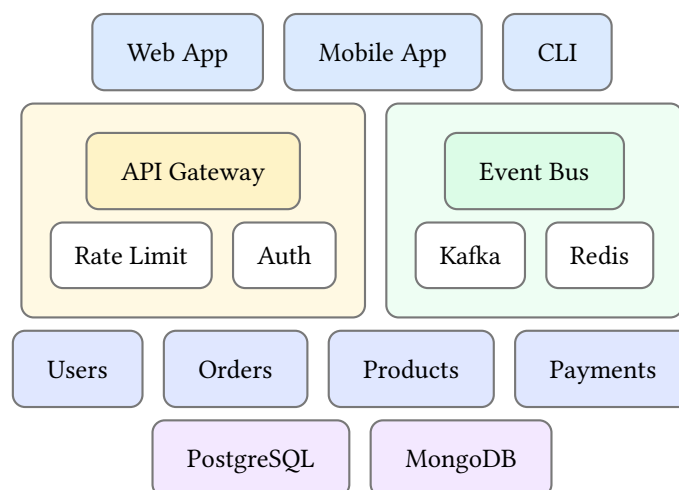 Web App Mobile App CLI
API Gateway Event Bus
Rate Limit Auth Kafka Redis
Users Orders Products Payments
PostgreSQL MongoDB